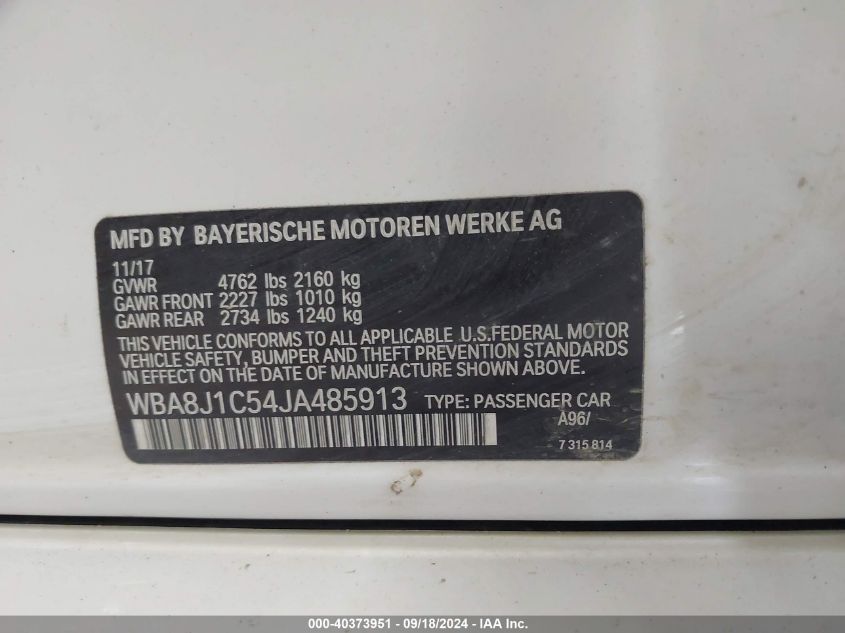 MFD BY BAYERISCHE MOTOREN WERKE AG
11/17
GVWR 4762 lbs 2160 kg
GAWR FRONT 2227 lbs 1010 kg
GAWR REAR 2734 lbs 1240 kg
THIS VEHICLE CONFORMS TO ALL APPLICABLE U.S.FEDERAL MOTOR
VEHICLE SAFETY, BUMPER AND THEFT PREVENTION STANDARDS
IN EFFECT ON THE DATE OF MANUFACTURE SHOWN ABOVE.
WBA8J1C54JA485913 TYPE: PASSENGER CAR
A96/
7 315 814
000-40373951 - 09/18/2024 - IAA Inc.